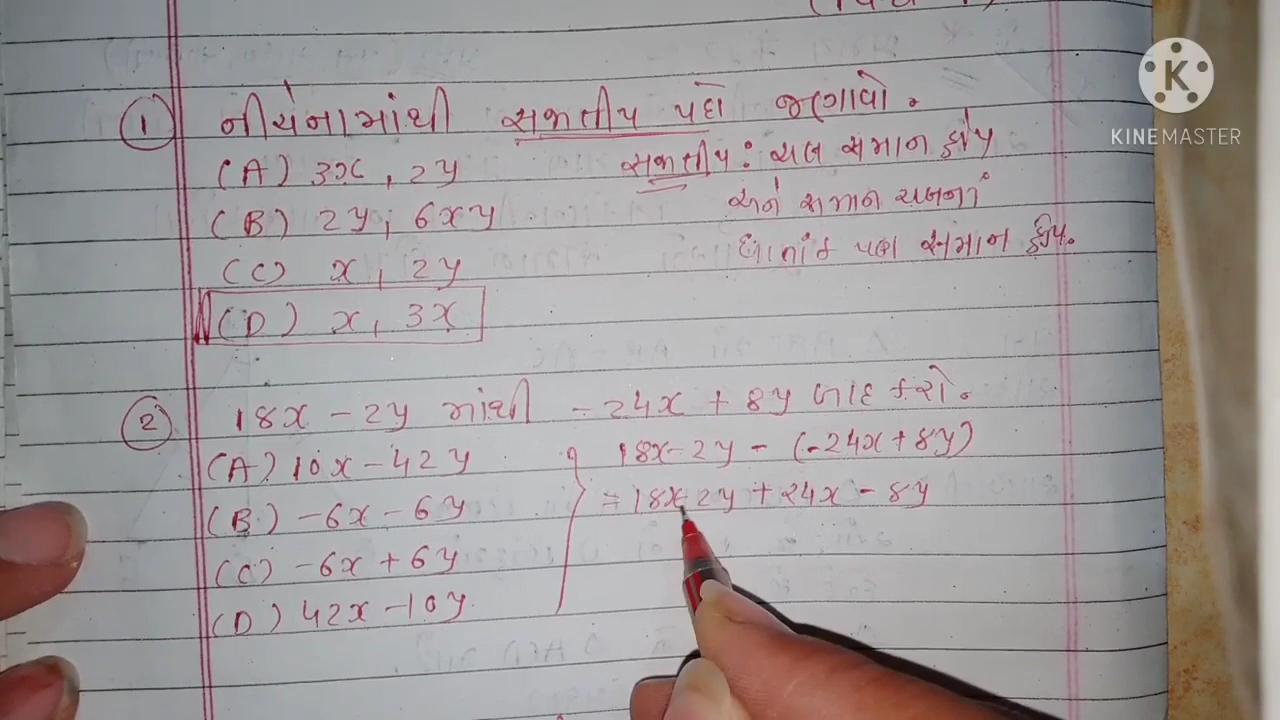 KINEMASTER
① નીચેનામાંથી સજાતીય પદો જણાવો.
(A) 3x, 2y
સજાતીય: ચલ સમાન હોય
(B) 2y, 6xy
અને સમાન ચલનાં
(C) x, 2y
ઘાતાંક પણ સમાન હોય.
(D) x, 3x
② 18x - 2y માંથી - 24x + 8y બાદ કરો.
(A) 10x - 42y
18x - 2y - (-24x + 8y)
(B) -6x - 6y
= 18x - 2y + 24x - 8y
(C) -6x + 6y
(D) 42x - 10y